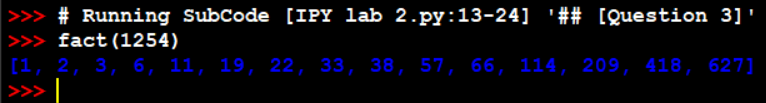 >>> # Running SubCode [IPY lab 2.py:13-24] '## [Question 3]'
>>> fact(1254)
[1, 2, 3, 6, 11, 19, 22, 33, 38, 57, 66, 114, 209, 418, 627]
>>>